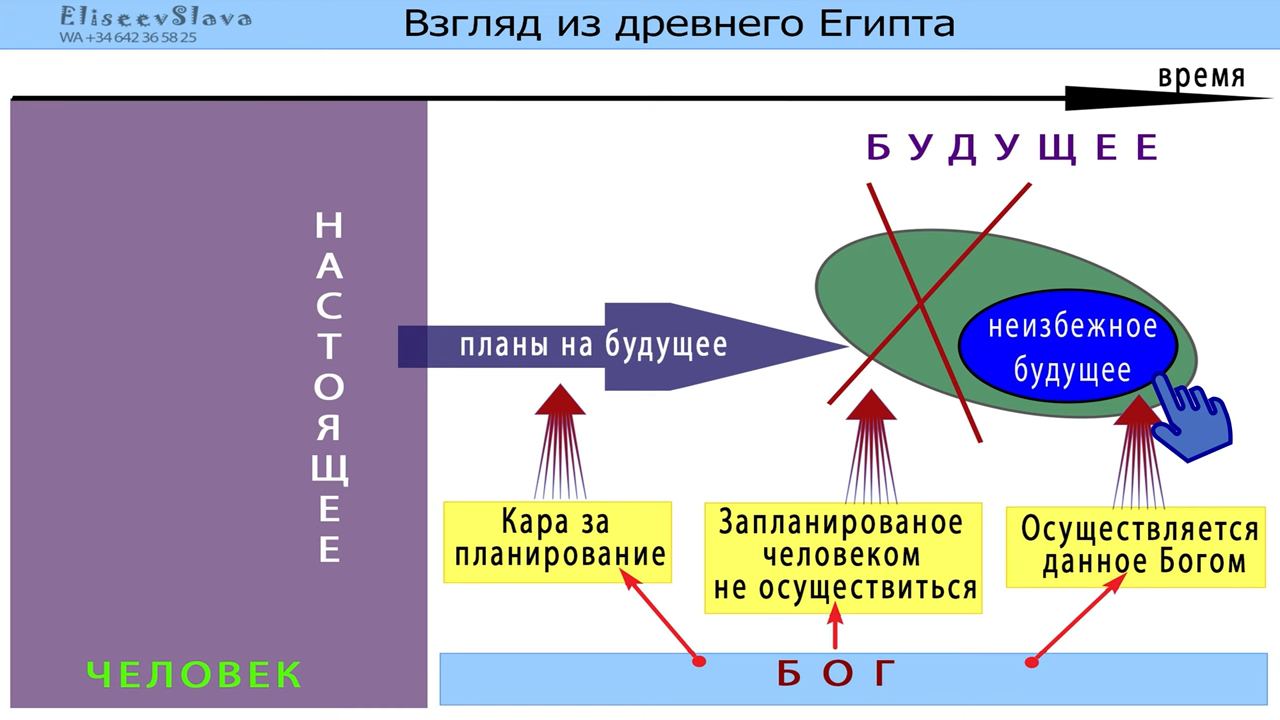 EliseevSlava
WA +34 642 36 58 25
Взгляд из древнего Египта
время
БУДУЩЕЕ
НАСТОЯЩЕЕ
планы на будущее
неизбежное
будущее
Кара за
планирование
Запланированое
человеком
не осуществиться
Осуществляется
данное Богом
ЧЕЛОВЕК
БОГ